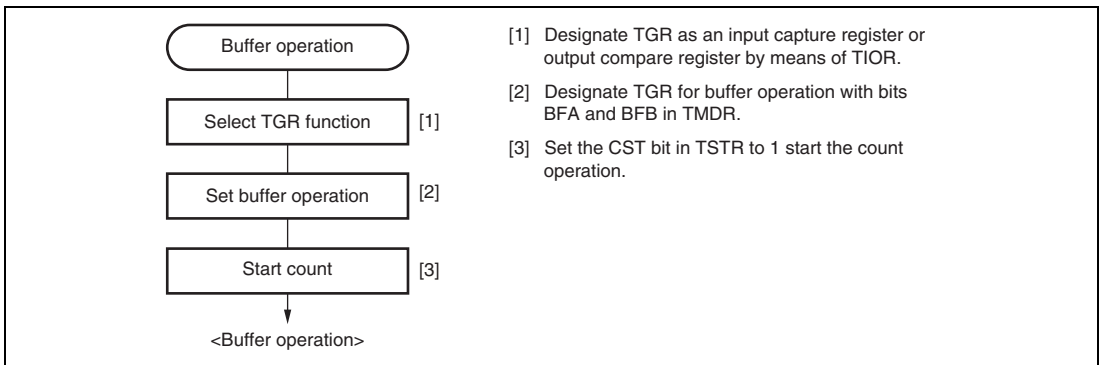 Buffer operation
Select TGR function
[1]
Set buffer operation
[2]
Start count
[3]
<Buffer operation>
[1] Designate TGR as an input capture register or
output compare register by means of TIOR.
[2] Designate TGR for buffer operation with bits
BFA and BFB in TMDR.
[3] Set the CST bit in TSTR to 1 start the count
operation.